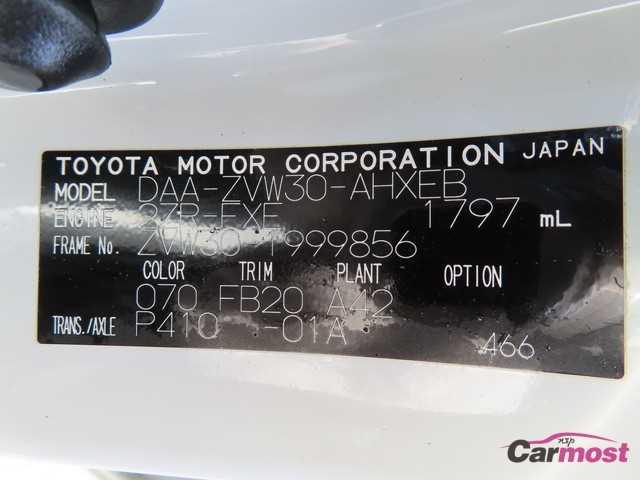 TOYOTA MOTOR CORPORATION JAPAN
MODEL DAA-ZVW30-AHXEB
ENGINE 2ZR-FXE 1797 mL
FRAME No. ZVW30-1999856
COLOR TRIM PLANT OPTION
070 FB20 A42
TRANS./AXLE P410 -01A
466
nsp
Carmost